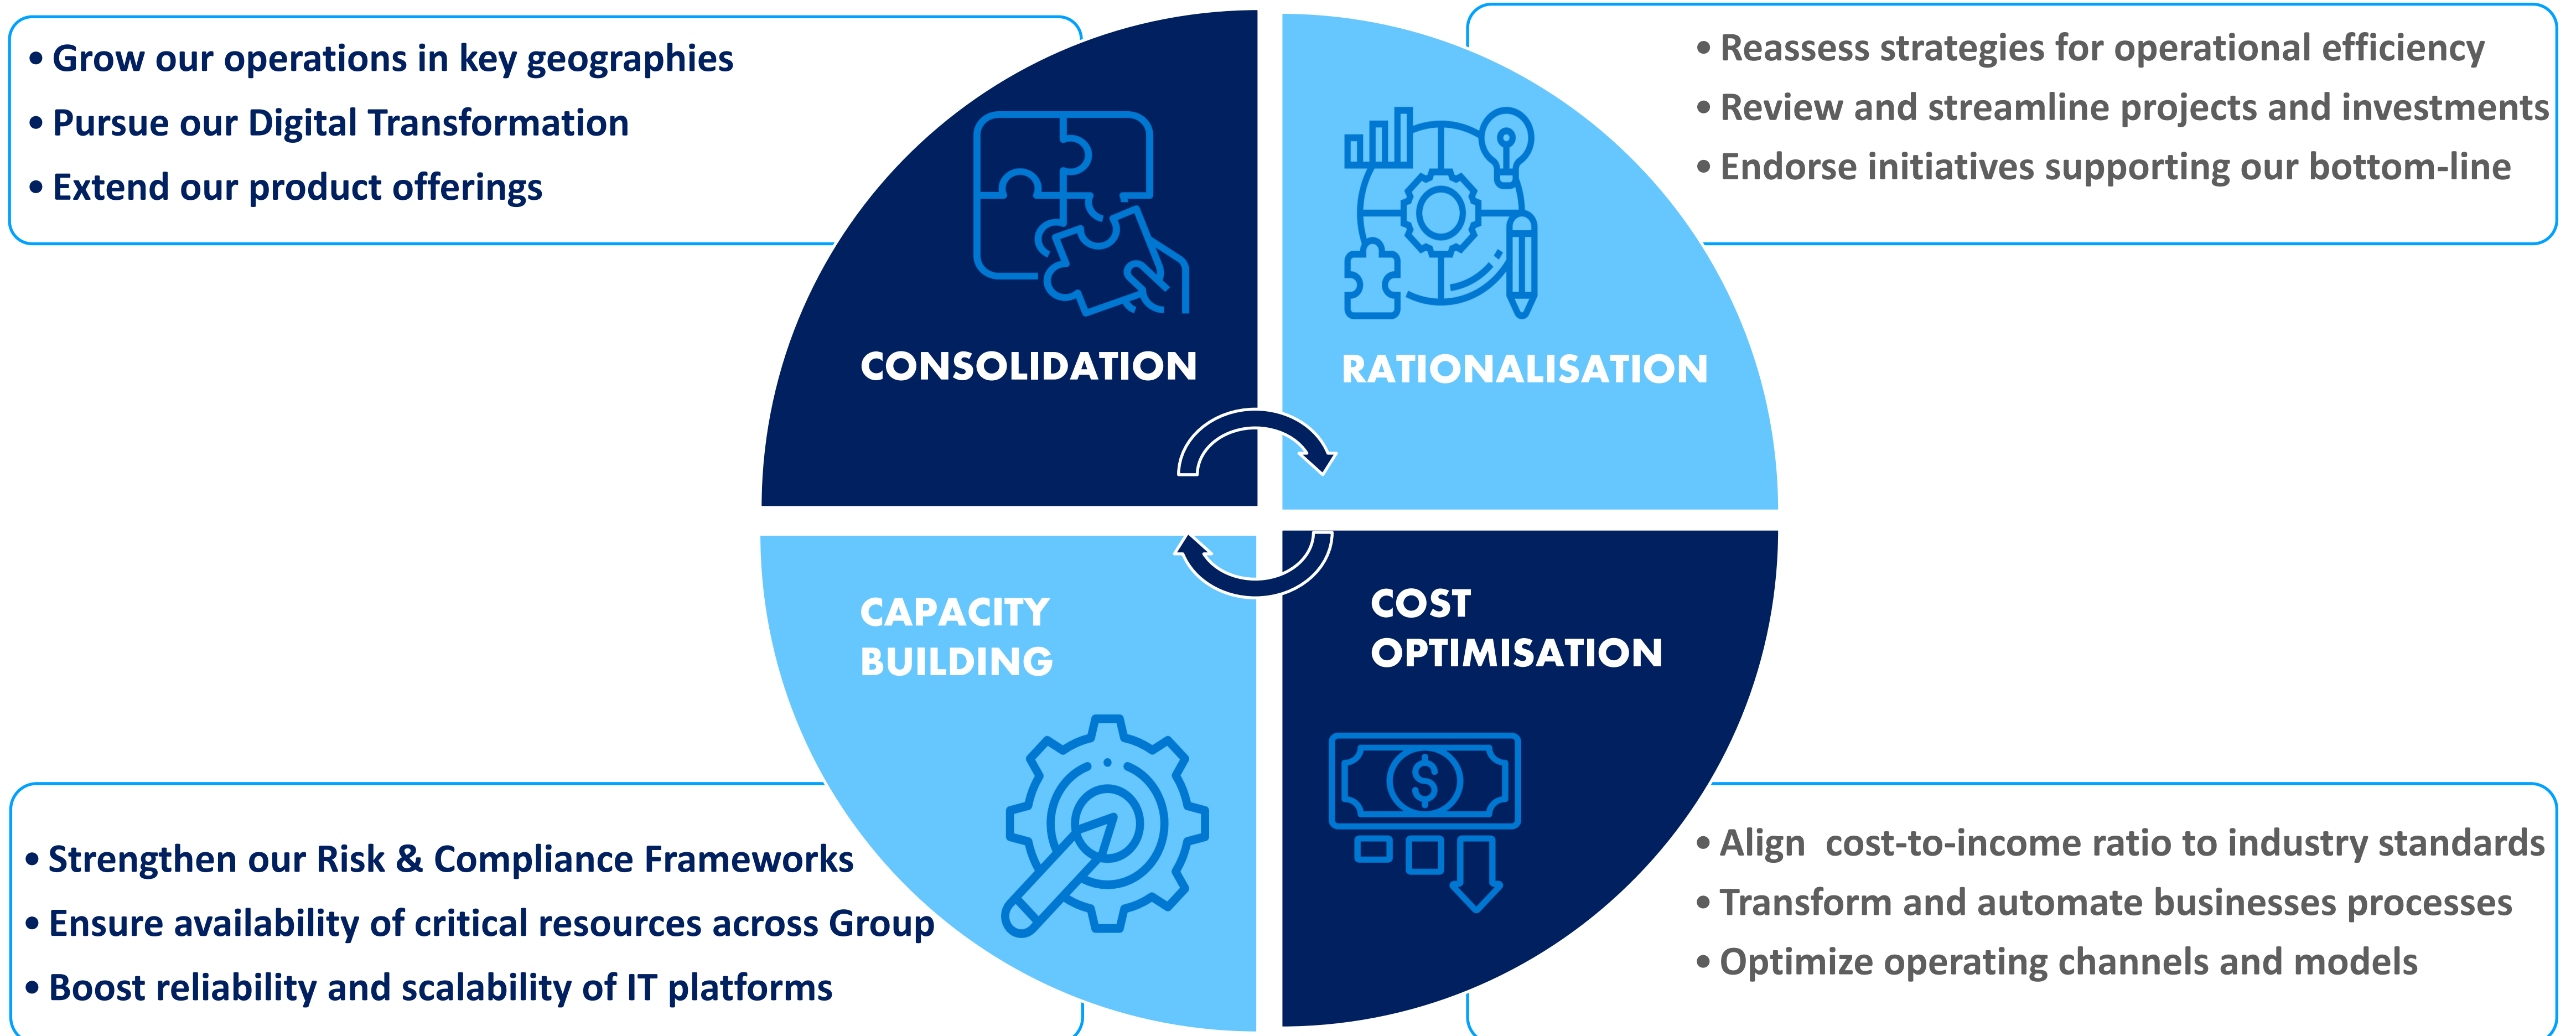 • Grow our operations in key geographies
• Pursue our Digital Transformation
• Extend our product offerings
CONSOLIDATION
RATIONALISATION
• Reassess strategies for operational efficiency
• Review and streamline projects and investments
• Endorse initiatives supporting our bottom-line
CAPACITY
BUILDING
• Strengthen our Risk & Compliance Frameworks
• Ensure availability of critical resources across Group
• Boost reliability and scalability of IT platforms
COST
OPTIMISATION
$
• Align  cost-to-income ratio to industry standards
• Transform and automate businesses processes
• Optimize operating channels and models